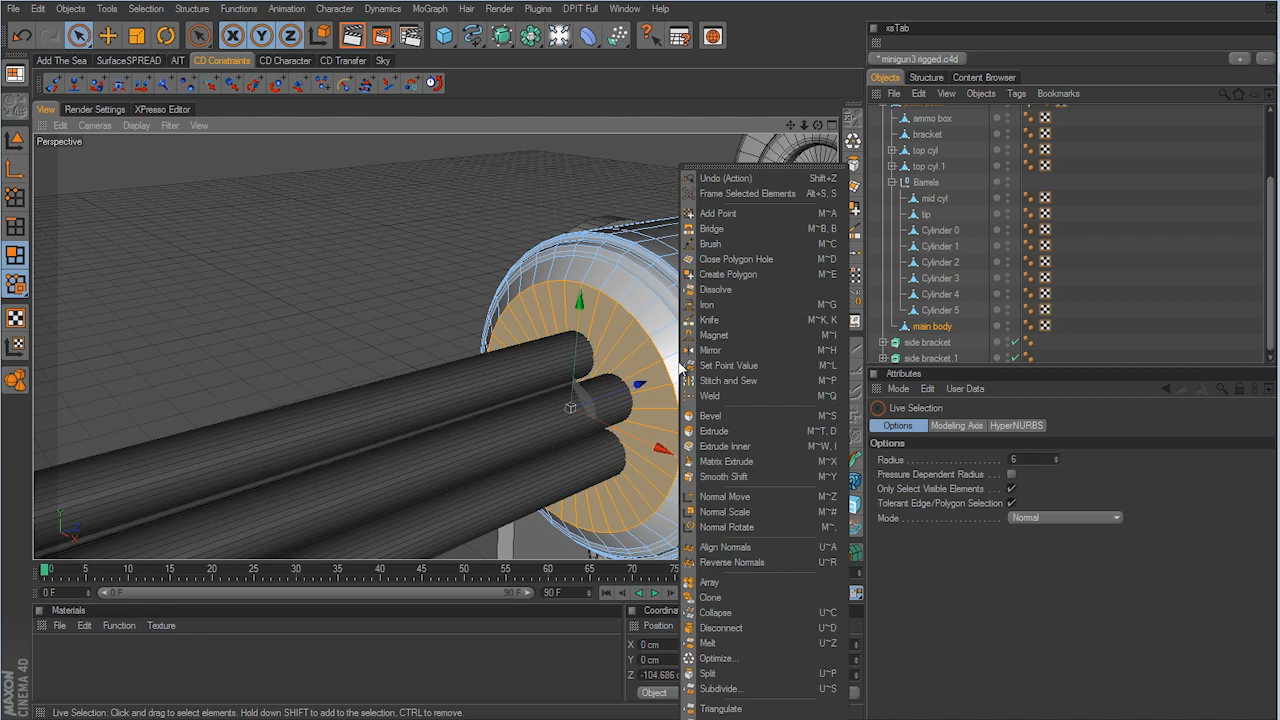 File Edit Objects Tools Selection Structure Functions Animation Character Dynamics MoGraph Hair Render Plugins DPIT Full Window Help
X Y Z
Add The Sea SurfaceSPREAD AIT CD Constraints CD Character CD Transfer Sky
View Render Settings XPresso Editor
Edit Cameras Display Filter View
Perspective
Undo (Action) Shift+Z
Frame Selected Elements Alt+S, S
Add Point M~A
Bridge M~B, B
Brush M~C
Close Polygon Hole M~D
Create Polygon M~E
Dissolve
Iron M~G
Knife M~K, K
Magnet M~I
Mirror M~H
Set Point Value M~L
Stitch and Sew M~P
Weld M~Q
Bevel M~S
Extrude M~T, D
Extrude Inner M~W, I
Matrix Extrude M~X
Smooth Shift M~Y
Normal Move M~Z
Normal Scale M~#
Normal Rotate M~,
Align Normals U~A
Reverse Normals U~R
Array
Clone
Collapse U~C
Disconnect U~D
Melt U~Z
Optimize...
Split U~P
Subdivide... U~S
Triangulate
Y Z X
0 5 10 15 20 25 30 35 40 45 50 55 60 65 70 75
0 F 0 F 90 F 90 F
Materials
File Edit Function Texture
Position
X 0 cm
Y 0 cm
Z -104.686
Object
Live Selection: Click and drag to select elements. Hold down SHIFT to add to the selection, CTRL to remove.
MAXON
CINEMA 4D
xsTab
* minigun3 rigged.c4d
+ -
Objects Structure Content Browser
File Edit View Objects Tags Bookmarks
ammo box
bracket
top cyl
top cyl.1
Barrels
mid cyl
tip
Cylinder 0
Cylinder 1
Cylinder 2
Cylinder 3
Cylinder 4
Cylinder 5
main body
side bracket
side bracket.1
Attributes
Mode Edit User Data
Live Selection
Options Modeling Axis HyperNURBS
Options
Radius 6
Pressure Dependent Radius
Only Select Visible Elements
Tolerant Edge/Polygon Selection
Mode Normal